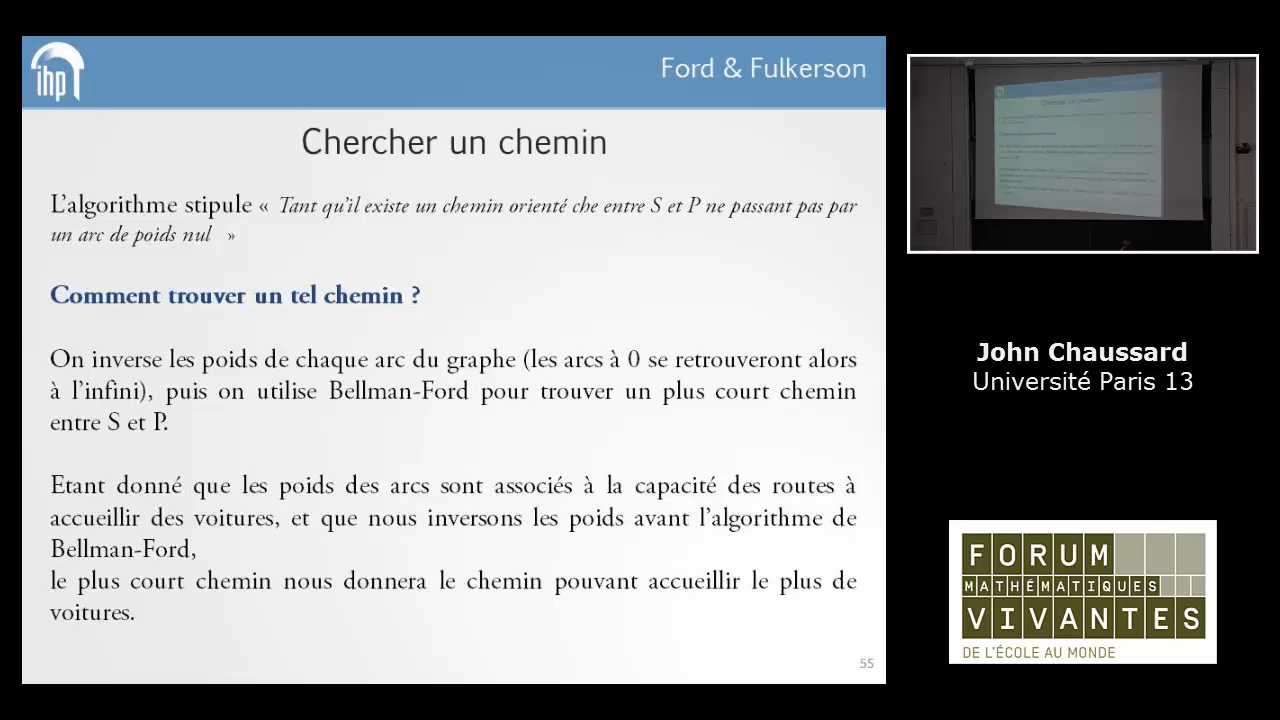 ihp
Ford & Fulkerson
Chercher un chemin
L'algorithme stipule « Tant qu'il existe un chemin orienté che entre S et P ne passant pas par
un arc de poids nul »
Comment trouver un tel chemin ?
On inverse les poids de chaque arc du graphe (les arcs à 0 se retrouveront alors
à l'infini), puis on utilise Bellman-Ford pour trouver un plus court chemin
entre S et P.
Etant donné que les poids des arcs sont associés à la capacité des routes à
accueillir des voitures, et que nous inversons les poids avant l'algorithme de
Bellman-Ford,
le plus court chemin nous donnera le chemin pouvant accueillir le plus de
voitures.
55
John Chaussard
Université Paris 13
FORUM
MATHÉMATIQUES
VIVANTES
DE L'ÉCOLE AU MONDE